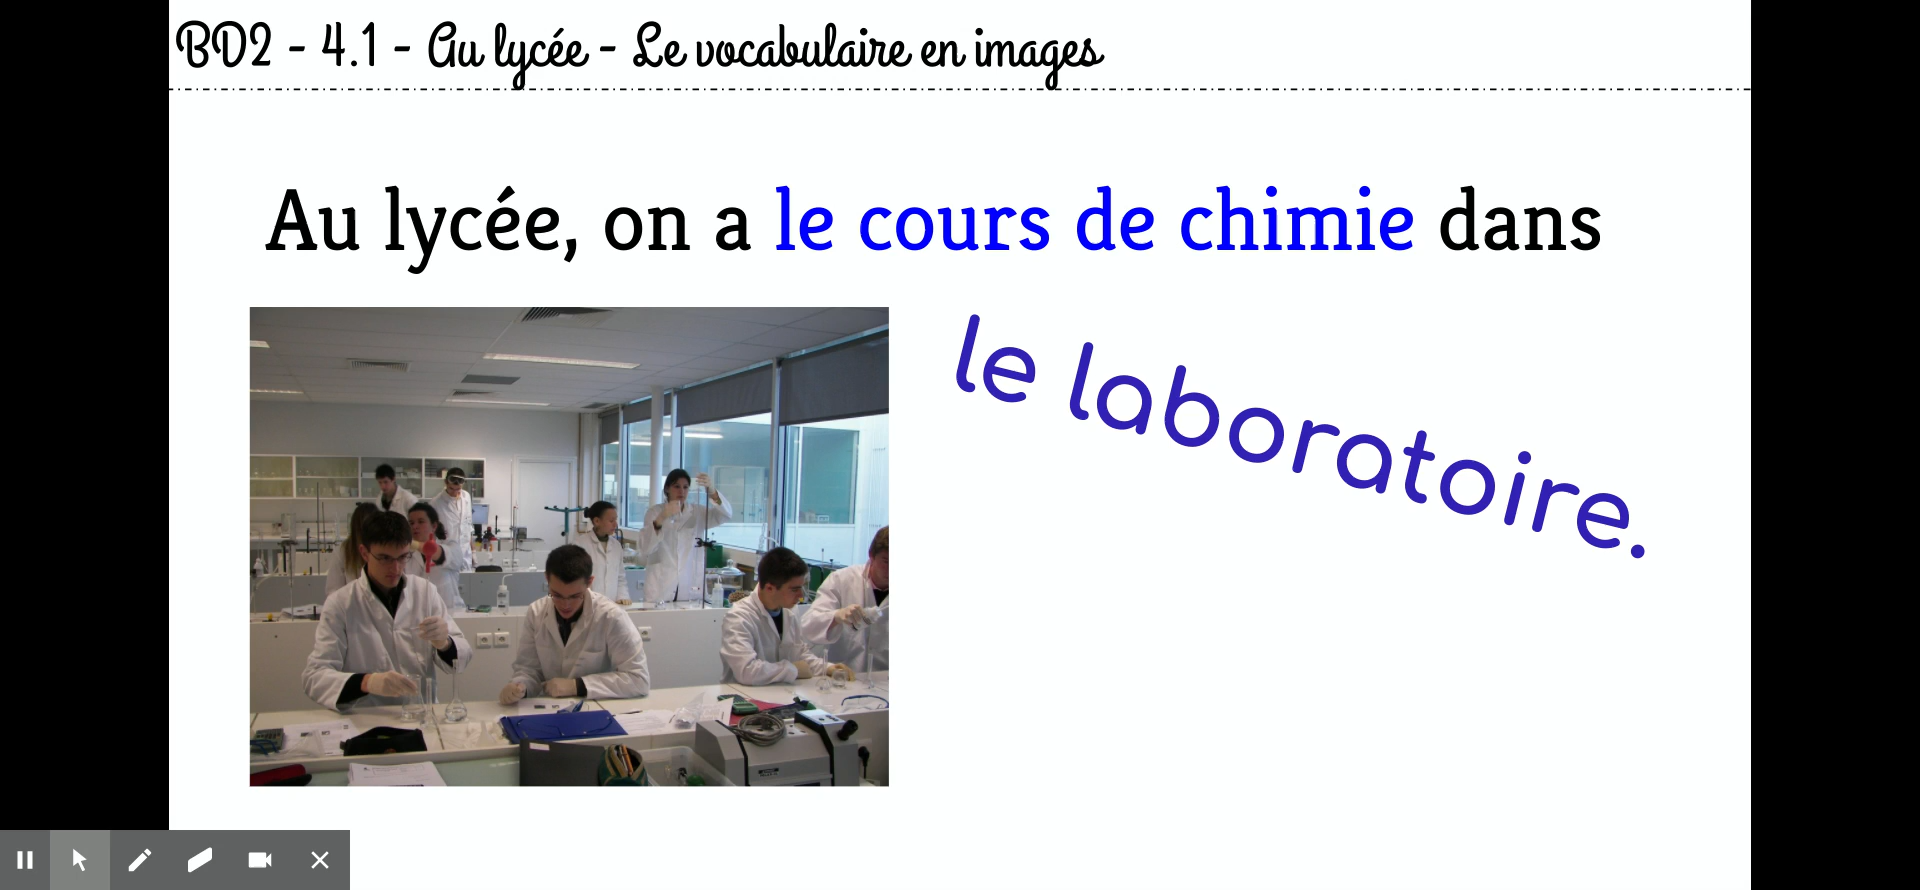 BD2 - 4.1 - Au lycée - Le vocabulaire en images
Au lycée, on a le cours de chimie dans
le laboratoire.